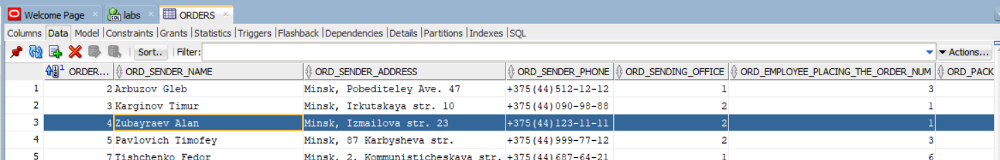 Welcome Page × labs × ORDERS ×
Columns Data Model Constraints Grants Statistics Triggers Flashback Dependencies Details Partitions Indexes SQL
Sort.. Filter: Actions...
ORDER... ORD_SENDER_NAME ORD_SENDER_ADDRESS ORD_SENDER_PHONE ORD_SENDING_OFFICE ORD_EMPLOYEE_PLACING_THE_ORDER_NUM ORD_PACK
1 2 Arbuzov Gleb Minsk, Pobediteley Ave. 47 +375(44)512-12-12 1 3
2 3 Karginov Timur Minsk, Irkutskaya str. 10 +375(44)090-98-88 2 1
3 4 Zubayraev Alan Minsk, Izmailova str. 23 +375(44)123-11-11 2 1
4 5 Pavlovich Timofey Minsk, 87 Karbysheva str. +375(44)999-77-12 2 3
5 7 Tishchenko Fedor Minsk, 2, Kommunisticheskaya str. +375(44)687-64-21 1 6